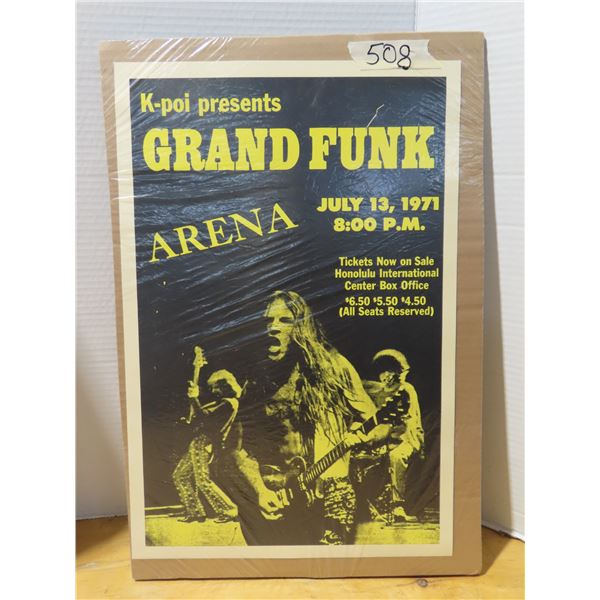 508
K-poi presents
GRAND FUNK
ARENA
JULY 13, 1971
8:00 P.M.
Tickets Now on Sale
Honolulu International
Center Box Office
$6.50 $5.50 $4.50
(All Seats Reserved)